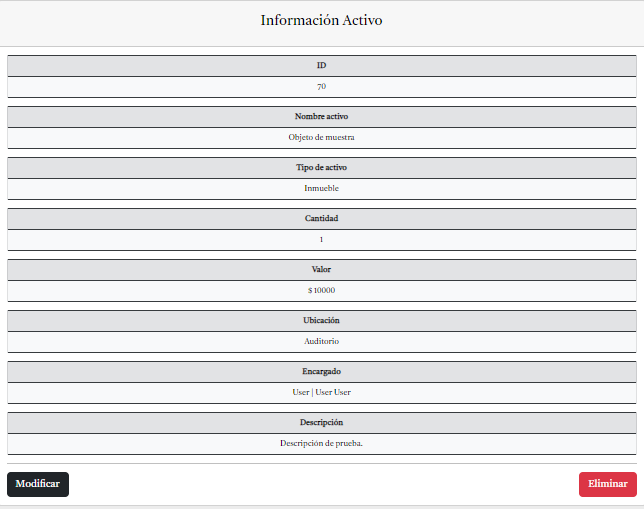 Información Activo
ID
70
Nombre activo
Objeto de muestra
Tipo de activo
Inmueble
Cantidad
1
Valor
$ 10000
Ubicación
Auditorio
Encargado
User | User User
Descripción
Descripción de prueba.
Modificar
Eliminar